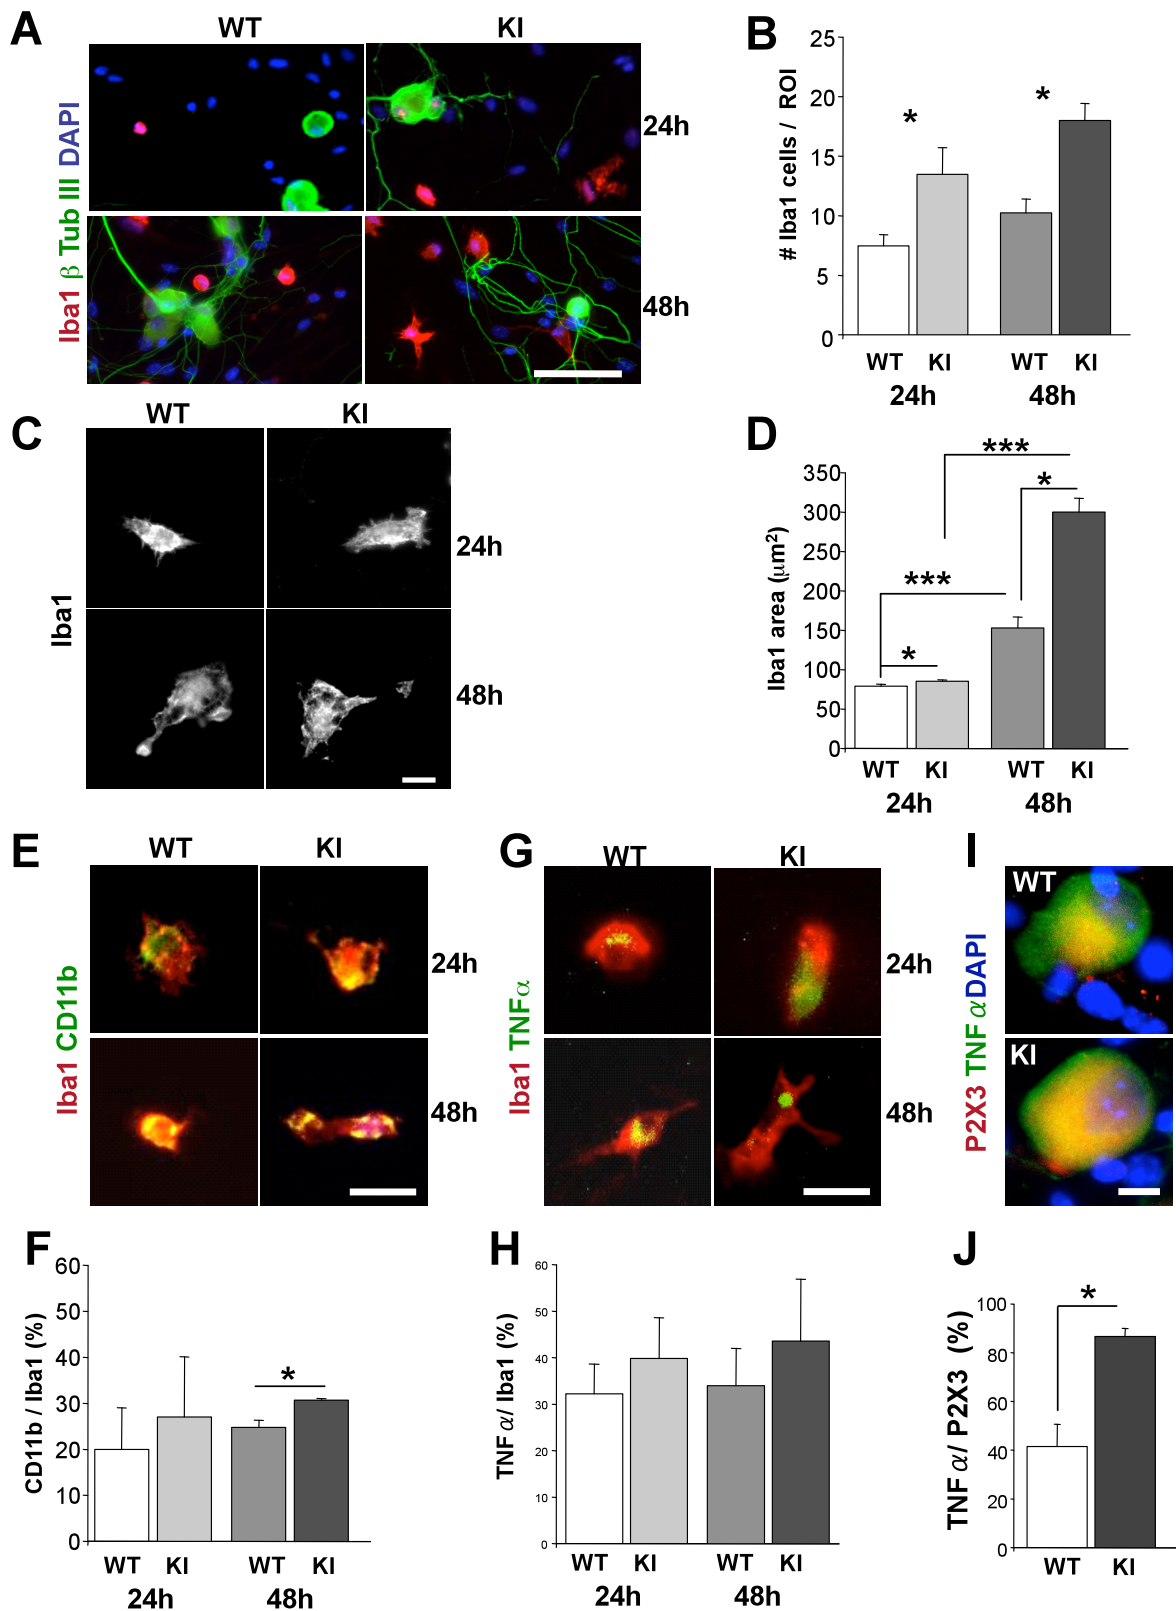 A
WT
KI
24h
48h
Iba1 β Tub III DAPI
B
# Iba1 cells / ROI
25
20
15
10
5
0
*
*
WT
KI
WT
KI
24h
48h
C
WT
KI
24h
48h
Iba1
D
Iba1 area (μm²)
350
300
250
200
150
100
50
0
***
*
***
*
WT
KI
WT
KI
24h
48h
E
WT
KI
24h
48h
Iba1 CD11b
G
WT
KI
24h
48h
Iba1 TNFα
I
WT
KI
P2X3 TNF α DAPI
F
CD11b / Iba1 (%)
60
50
40
30
20
10
0
*
WT
KI
WT
KI
24h
48h
H
TNF α/ Iba1 (%)
60
50
40
30
20
10
0
WT
KI
WT
KI
24h
48h
J
TNF α/ P2X3 (%)
100
80
60
40
20
0
*
WT
KI